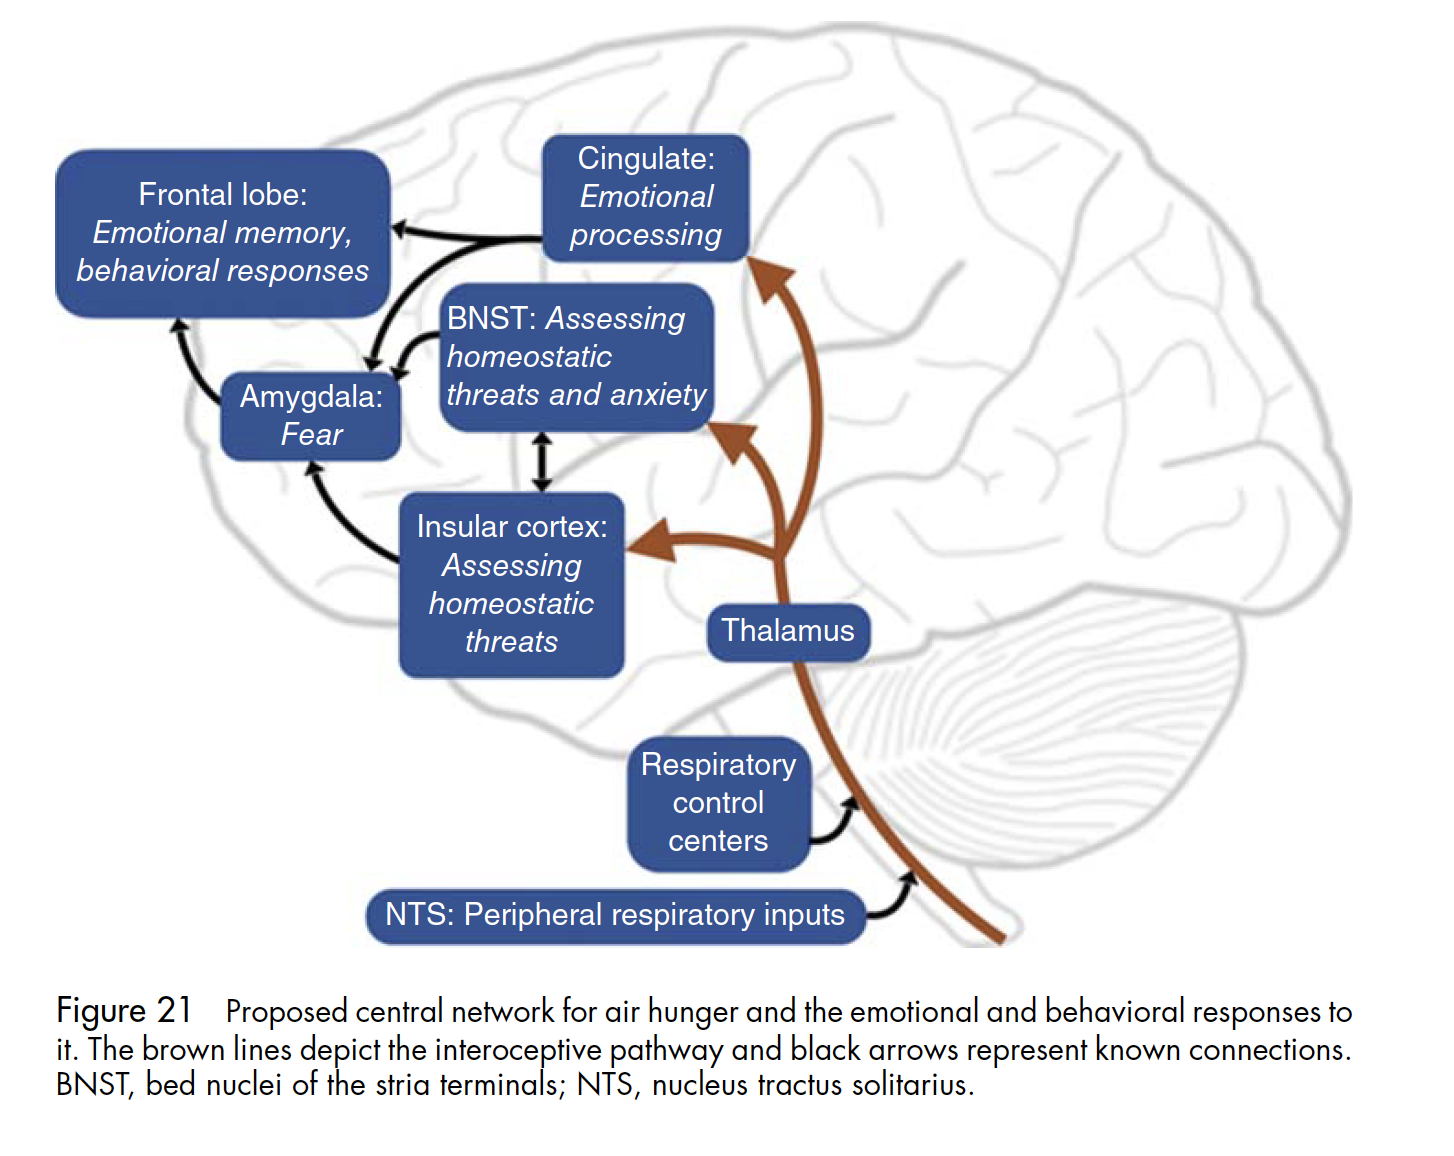 Frontal lobe:
Emotional memory,
behavioral responses
Cingulate:
Emotional
processing
BNST: Assessing
homeostatic
threats and anxiety
Amygdala:
Fear
Insular cortex:
Assessing
homeostatic
threats
Thalamus
Respiratory
control
centers
NTS: Peripheral respiratory inputs
Figure 21 Proposed central network for air hunger and the emotional and behavioral responses to
it. The brown lines depict the interoceptive pathway and black arrows represent known connections.
BNST, bed nuclei of the stria terminals; NTS, nucleus tractus solitarius.